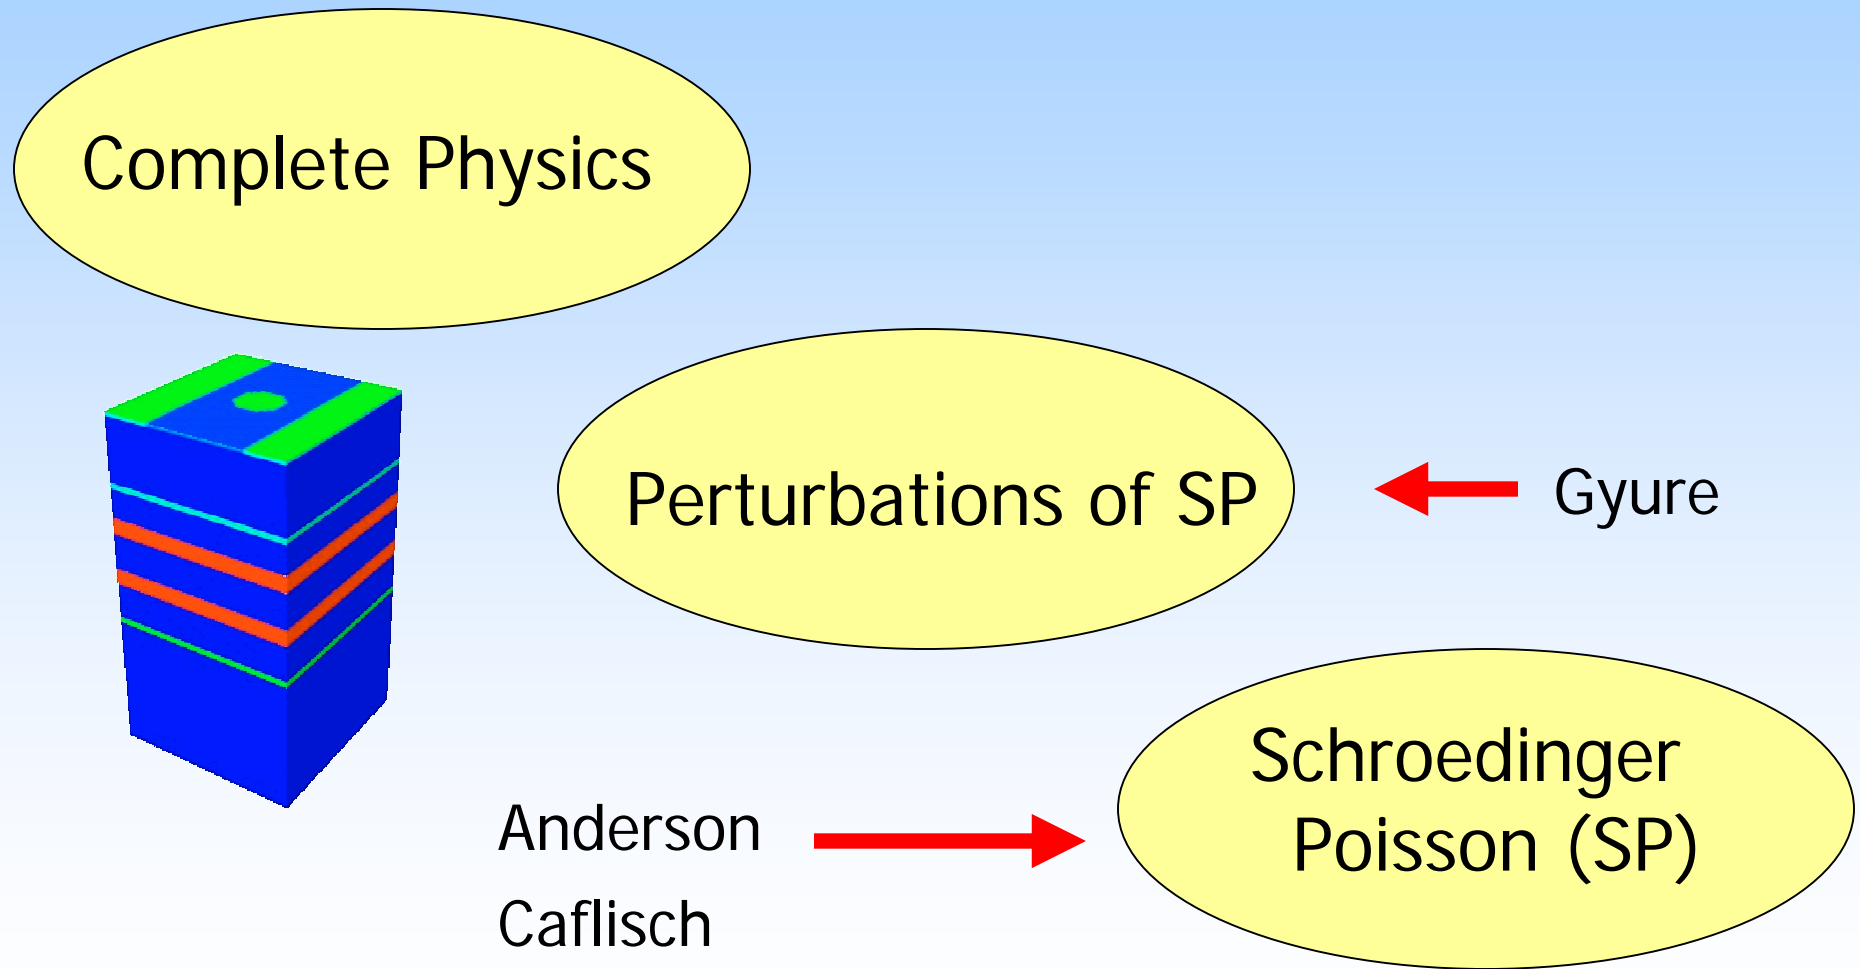 Complete Physics
Perturbations of SP
Gyure
Schroedinger
Poisson (SP)
Anderson
Caflisch